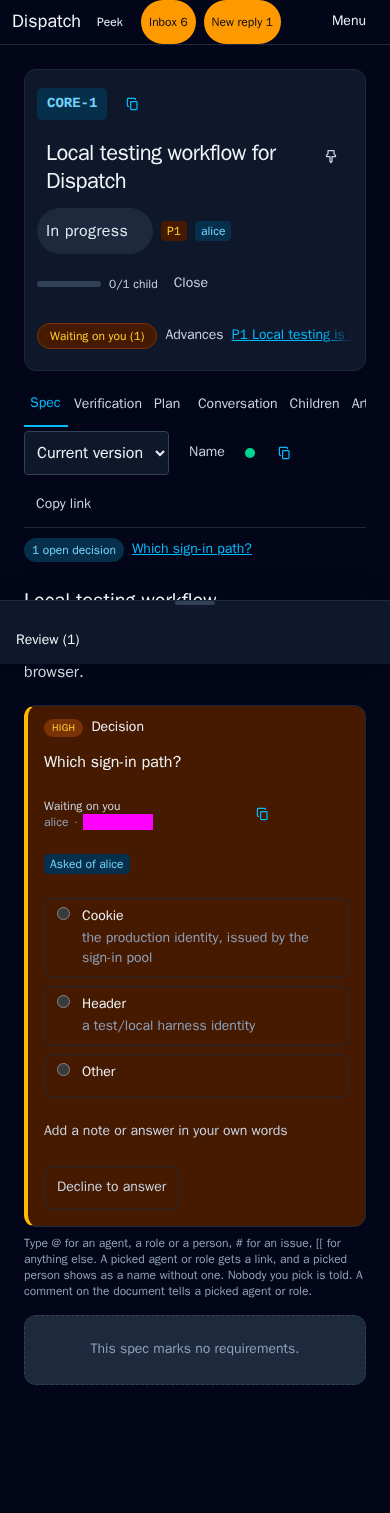 Dispatch Peek Inbox 6 New reply 1 Menu
CORE-1
Local testing workflow for
Dispatch
In progress P1 alice
0/1 child Close
Waiting on you (1) Advances P1 Local testing is
Spec Verification Plan Conversation Children Art
Current version Name
Copy link
1 open decision Which sign-in path?
Local testing workflow
Review (1)
browser.
HIGH Decision
Which sign-in path?
Waiting on you
alice ·
Asked of alice
Cookie
the production identity, issued by the
sign-in pool
Header
a test/local harness identity
Other
Add a note or answer in your own words
Decline to answer
Type @ for an agent, a role or a person, # for an issue, [[ for
anything else. A picked agent or role gets a link, and a picked
person shows as a name without one. Nobody you pick is told. A
comment on the document tells a picked agent or role.
This spec marks no requirements.